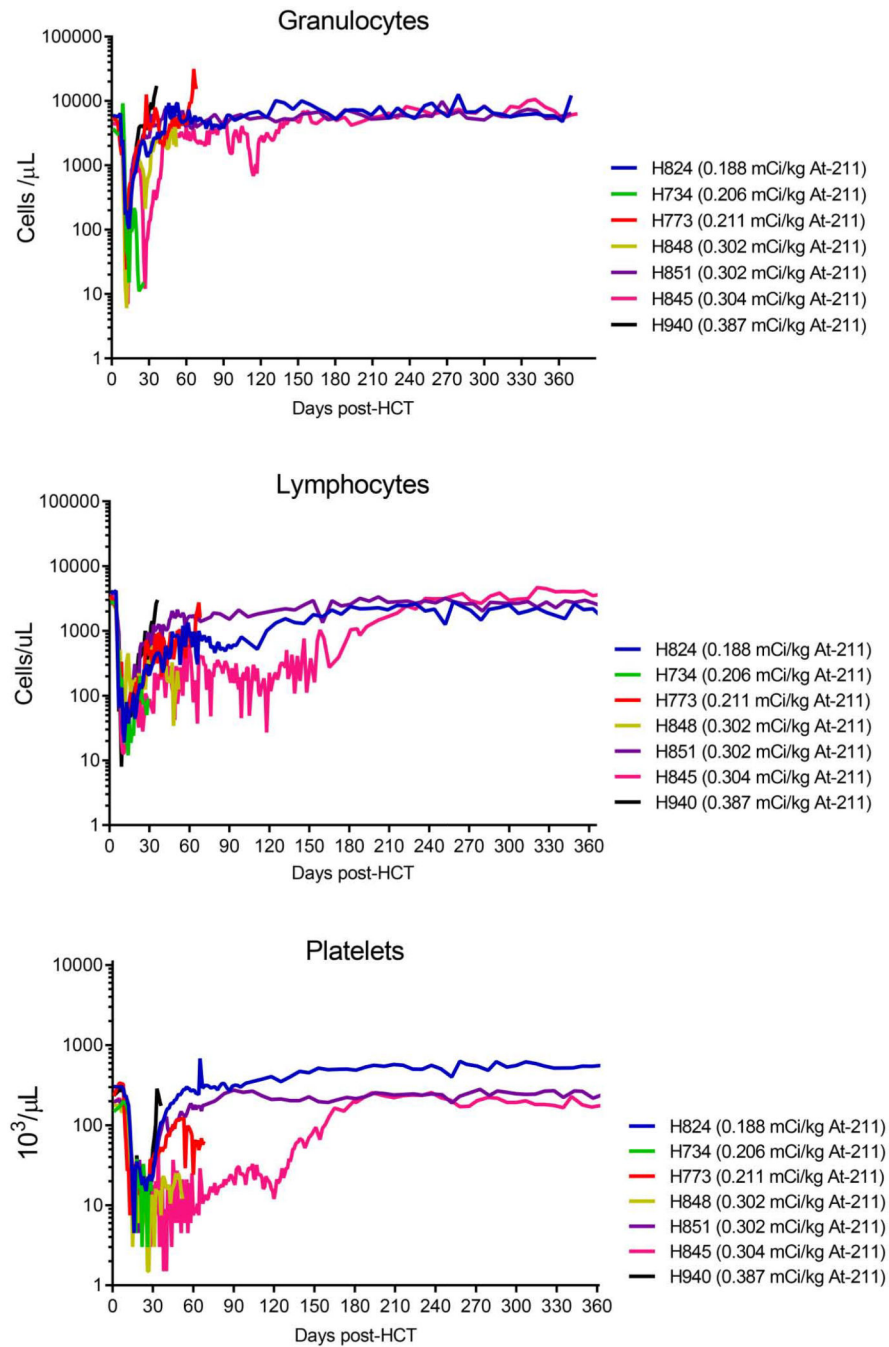 Granulocytes
100000
10000
1000
100
10
1
Cells /μL
0 30 60 90 120 150 180 210 240 270 300 330 360
Days post-HCT
H824 (0.188 mCi/kg At-211)
H734 (0.206 mCi/kg At-211)
H773 (0.211 mCi/kg At-211)
H848 (0.302 mCi/kg At-211)
H851 (0.302 mCi/kg At-211)
H845 (0.304 mCi/kg At-211)
H940 (0.387 mCi/kg At-211)
Lymphocytes
100000
10000
1000
100
10
1
Cells/uL
0 30 60 90 120 150 180 210 240 270 300 330 360
Days post-HCT
H824 (0.188 mCi/kg At-211)
H734 (0.206 mCi/kg At-211)
H773 (0.211 mCi/kg At-211)
H848 (0.302 mCi/kg At-211)
H851 (0.302 mCi/kg At-211)
H845 (0.304 mCi/kg At-211)
H940 (0.387 mCi/kg At-211)
Platelets
10000
1000
100
10
1
10³/μL
0 30 60 90 120 150 180 210 240 270 300 330 360
Days post-HCT
H824 (0.188 mCi/kg At-211)
H734 (0.206 mCi/kg At-211)
H773 (0.211 mCi/kg At-211)
H848 (0.302 mCi/kg At-211)
H851 (0.302 mCi/kg At-211)
H845 (0.304 mCi/kg At-211)
H940 (0.387 mCi/kg At-211)